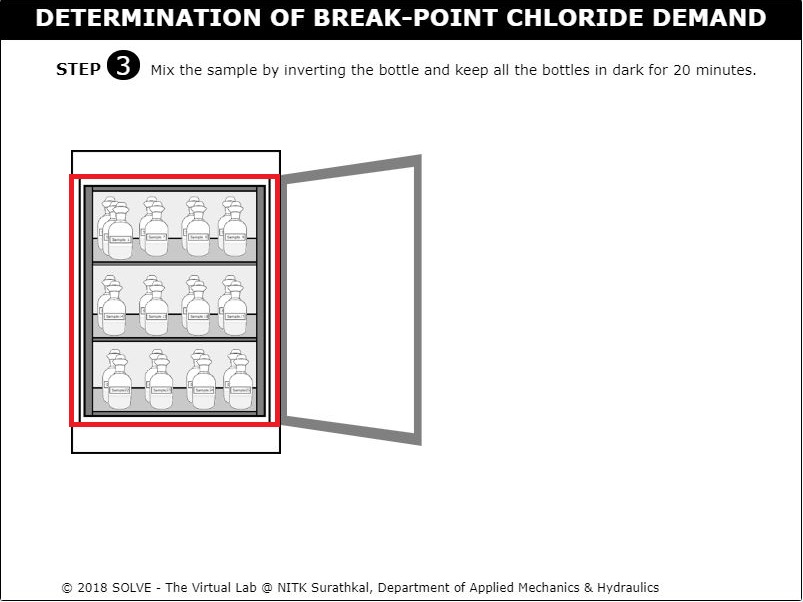 DETERMINATION OF BREAK-POINT CHLORIDE DEMAND
STEP 3 Mix the sample by inverting the bottle and keep all the bottles in dark for 20 minutes.
© 2018 SOLVE - The Virtual Lab @ NITK Surathkal, Department of Applied Mechanics & Hydraulics